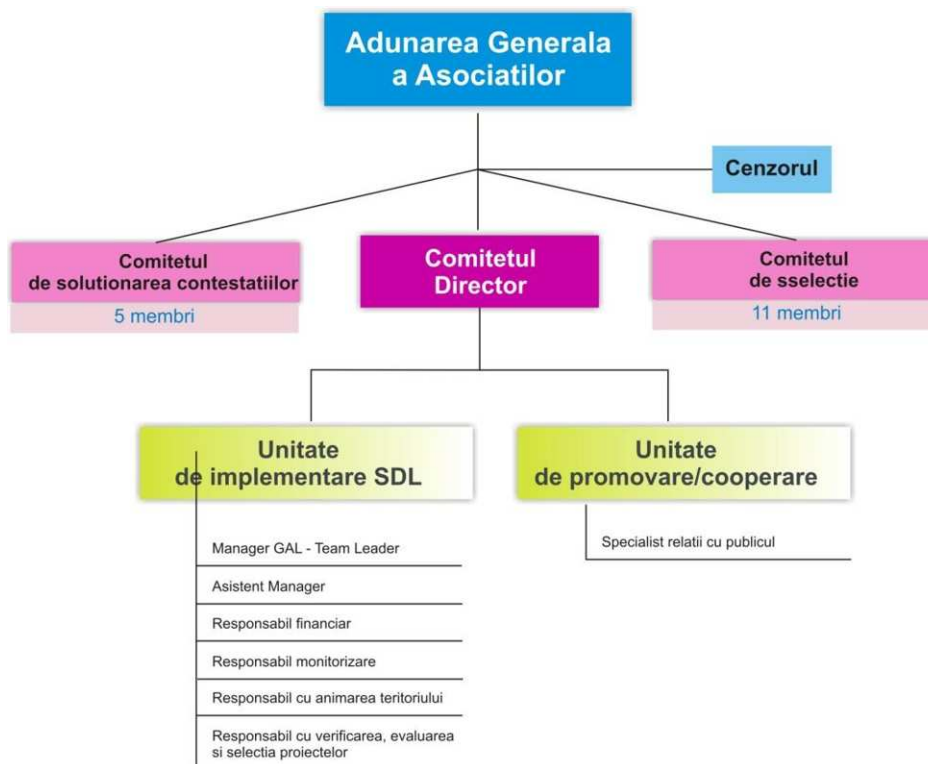 Adunarea Generala
a Asociatilor
Cenzorul
Comitetul
de solutionarea contestatiilor
5 membri
Comitetul
Director
Comitetul
de sselectie
11 membri
Unitate
de implementare SDL
Manager GAL - Team Leader
Asistent Manager
Responsabil financiar
Responsabil monitorizare
Responsabil cu animarea teritoriului
Responsabil cu verificarea, evaluarea
si selectia proiectelor
Unitate
de promovare/cooperare
Specialist relatii cu publicul